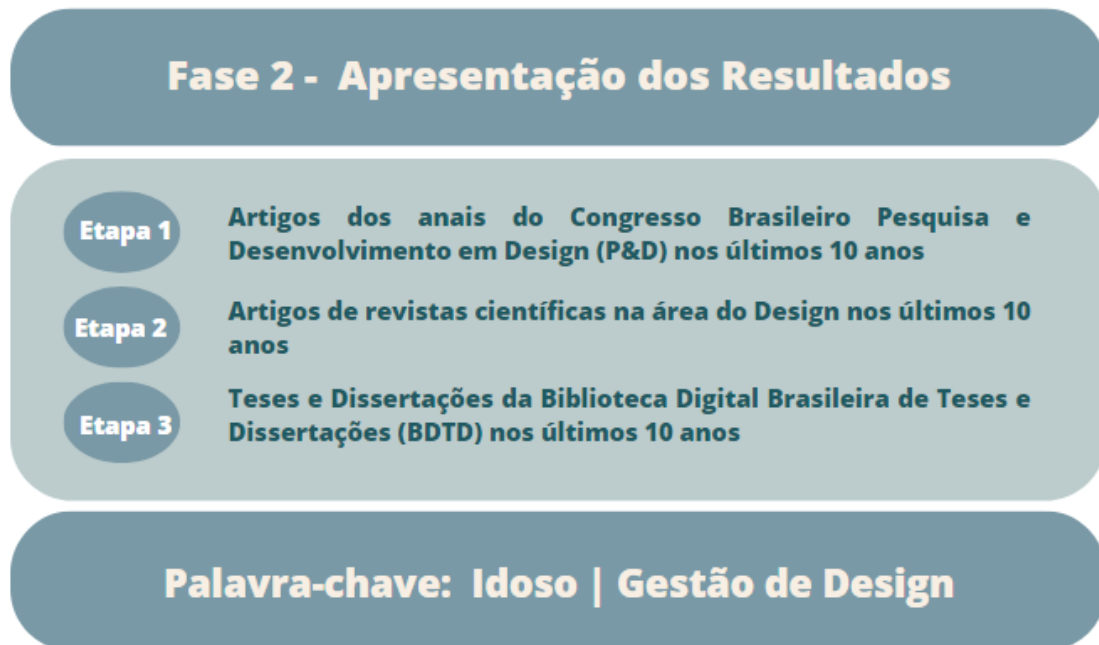 Fase 2 - Apresentação dos Resultados
Etapa 1
Artigos dos anais do Congresso Brasileiro Pesquisa e
Desenvolvimento em Design (P&D) nos últimos 10 anos
Etapa 2
Artigos de revistas científicas na área do Design nos últimos 10
anos
Etapa 3
Teses e Dissertações da Biblioteca Digital Brasileira de Teses e
Dissertações (BDTD) nos últimos 10 anos
Palavra-chave: Idoso | Gestão de Design